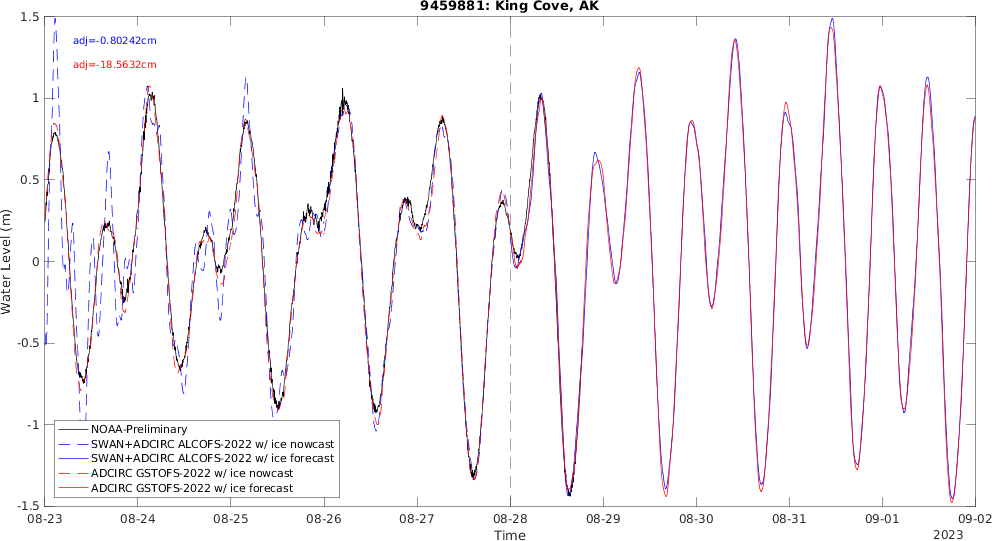 9459881: King Cove, AK
adj=-0.80242cm
adj=-18.5632cm
Water Level (m)
1.5
1
0.5
0
-0.5
-1
-1.5
NOAA-Preliminary
SWAN+ADCIRC ALCOFS-2022 w/ ice nowcast
SWAN+ADCIRC ALCOFS-2022 w/ ice forecast
ADCIRC GSTOFS-2022 w/ ice nowcast
ADCIRC GSTOFS-2022 w/ ice forecast
08-23 08-24 08-25 08-26 08-27 08-28 08-29 08-30 08-31 09-01 09-02
Time
2023